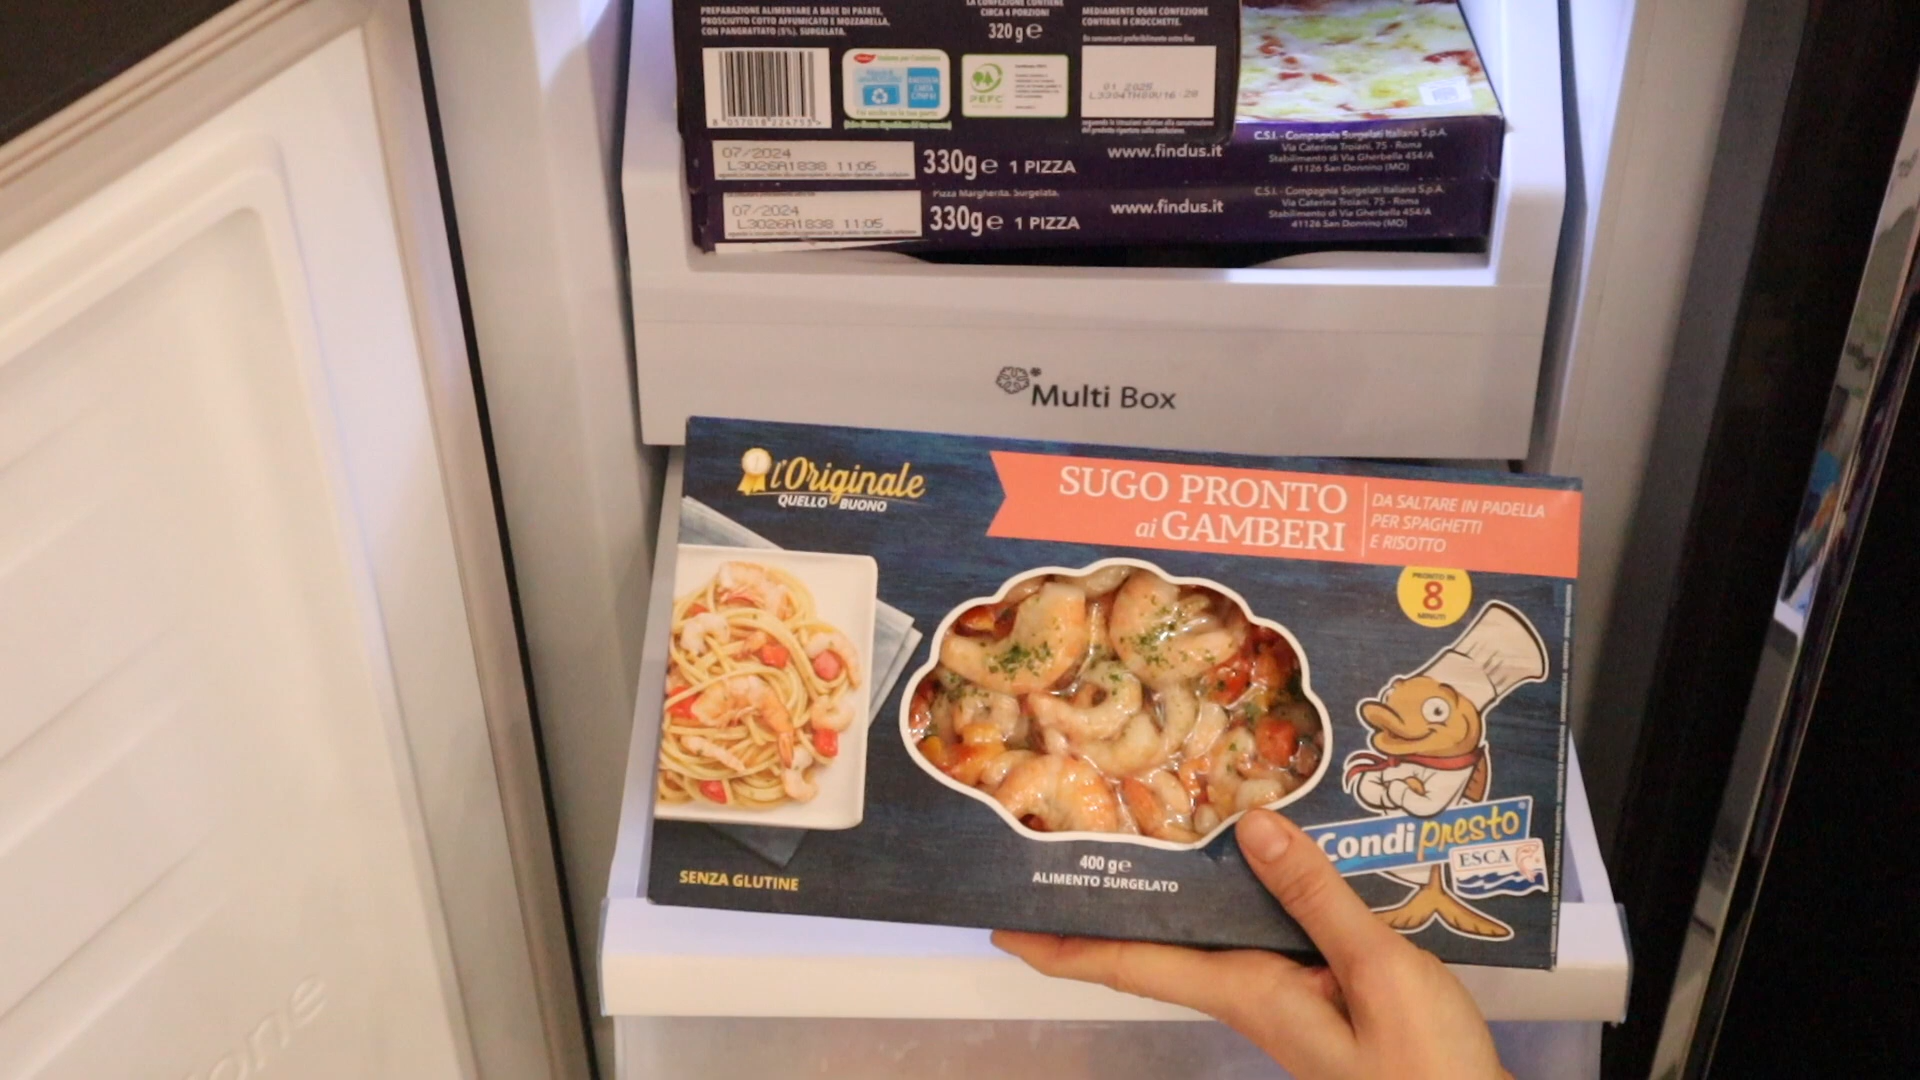 PREPARAZIONE ALIMENTARE A BASE DI PATATE,
PROSCIUTTO COTTO AFFUMICATO E MOZZARELLA,
CON PANGRATTATO (5%). SURGELATA.
LA CONFEZIONE CONTIENE
CIRCA 4 PORZIONI
320 g e
MEDIAMENTE OGNI CONFEZIONE
CONTIENE 8 CROCCHETTE.
8 057018 224753 >
PEFC
01 2025
07/2024
L3026A1838 11:05
330g e 1 PIZZA
www.findus.it
C.S.I. - Compagnia Surgelati Italiana S.p.A.
Via Caterina Troiani, 75 - Roma
Stabilimento di Via Gherbella 454/A
41126 San Donnino (MO)
Pizza Margherita. Surgelata.
07/2024
L3026A1838 11:05
330g e 1 PIZZA
www.findus.it
C.S.I. - Compagnia Surgelati Italiana S.p.A.
Via Caterina Troiani, 75 - Roma
Stabilimento di Via Gherbella 454/A
41126 San Donnino (MO)
Multi Box
l'Originale
QUELLO BUONO
SUGO PRONTO
ai GAMBERI
DA SALTARE IN PADELLA
PER SPAGHETTI
E RISOTTO
PRONTO IN
8
MINUTI
Condipresto
ESCA
400 g e
ALIMENTO SURGELATO
SENZA GLUTINE